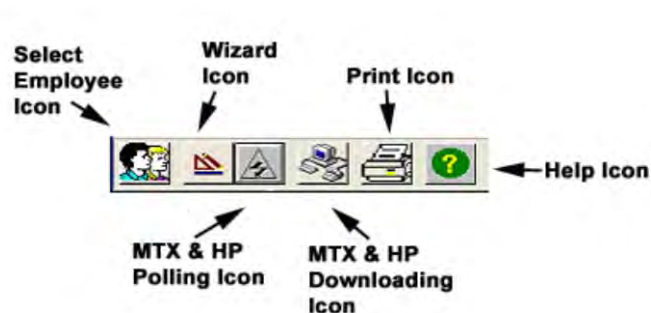 Select
Employee
Icon
Wizard
Icon
Print Icon
?
Help Icon
MTX & HP
Polling Icon
MTX & HP
Downloading
Icon